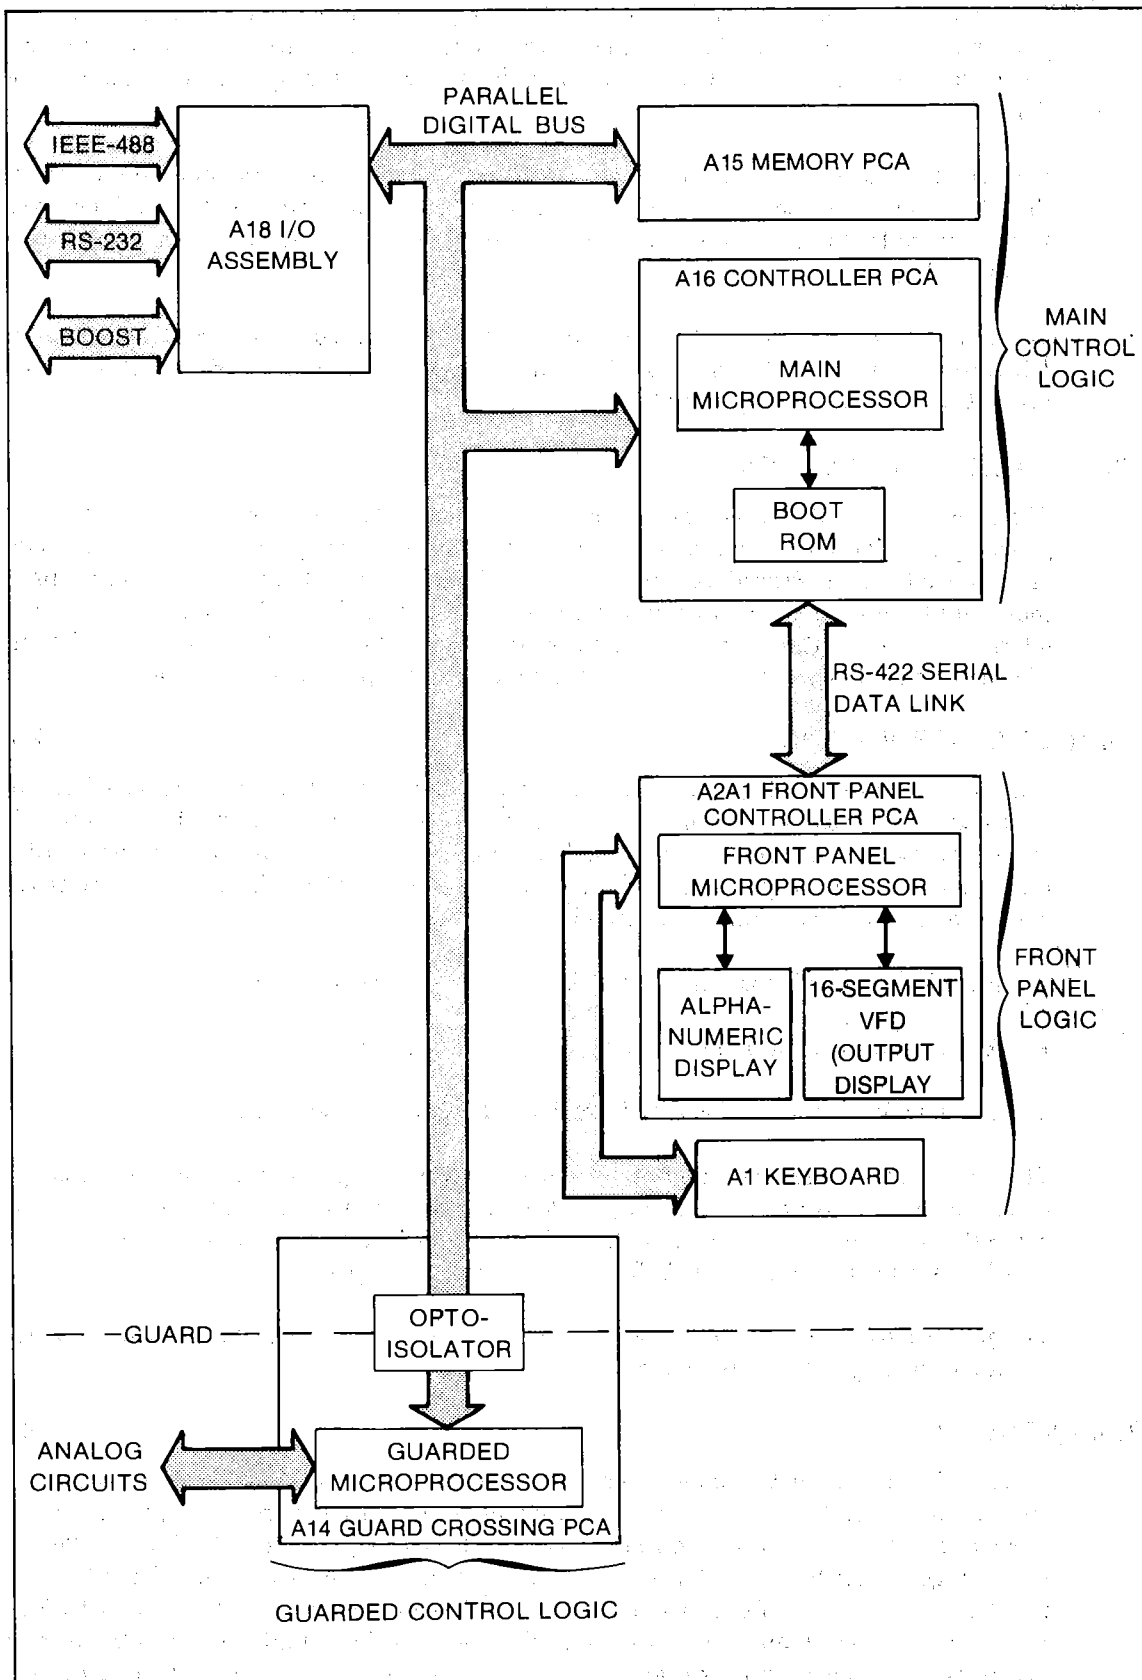 PARALLEL
DIGITAL BUS
IEEE-488
RS-232
BOOST
A18 I/O
ASSEMBLY
A15 MEMORY PCA
A16 CONTROLLER PCA
MAIN
MICROPROCESSOR
BOOT
ROM
MAIN
CONTROL
LOGIC
RS-422 SERIAL
DATA LINK
A2A1 FRONT PANEL
CONTROLLER PCA
FRONT PANEL
MICROPROCESSOR
ALPHA-
NUMERIC
DISPLAY
16-SEGMENT
VFD
(OUTPUT
DISPLAY
FRONT
PANEL
LOGIC
A1 KEYBOARD
OPTO-
ISOLATOR
GUARD
ANALOG
CIRCUITS
GUARDED
MICROPROCESSOR
A14 GUARD CROSSING PCA
GUARDED CONTROL LOGIC